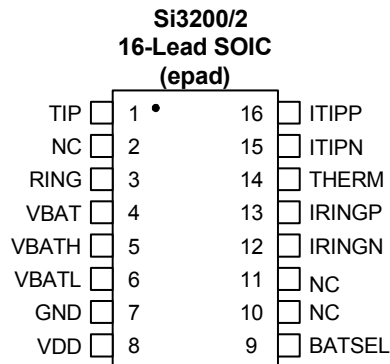 Si3200/2
16-Lead SOIC
(epad)
TIP 1 16 ITIPP
NC 2 15 ITIPN
RING 3 14 THERM
VBAT 4 13 IRINGP
VBATH 5 12 IRINGN
VBATL 6 11 NC
GND 7 10 NC
VDD 8 9 BATSEL